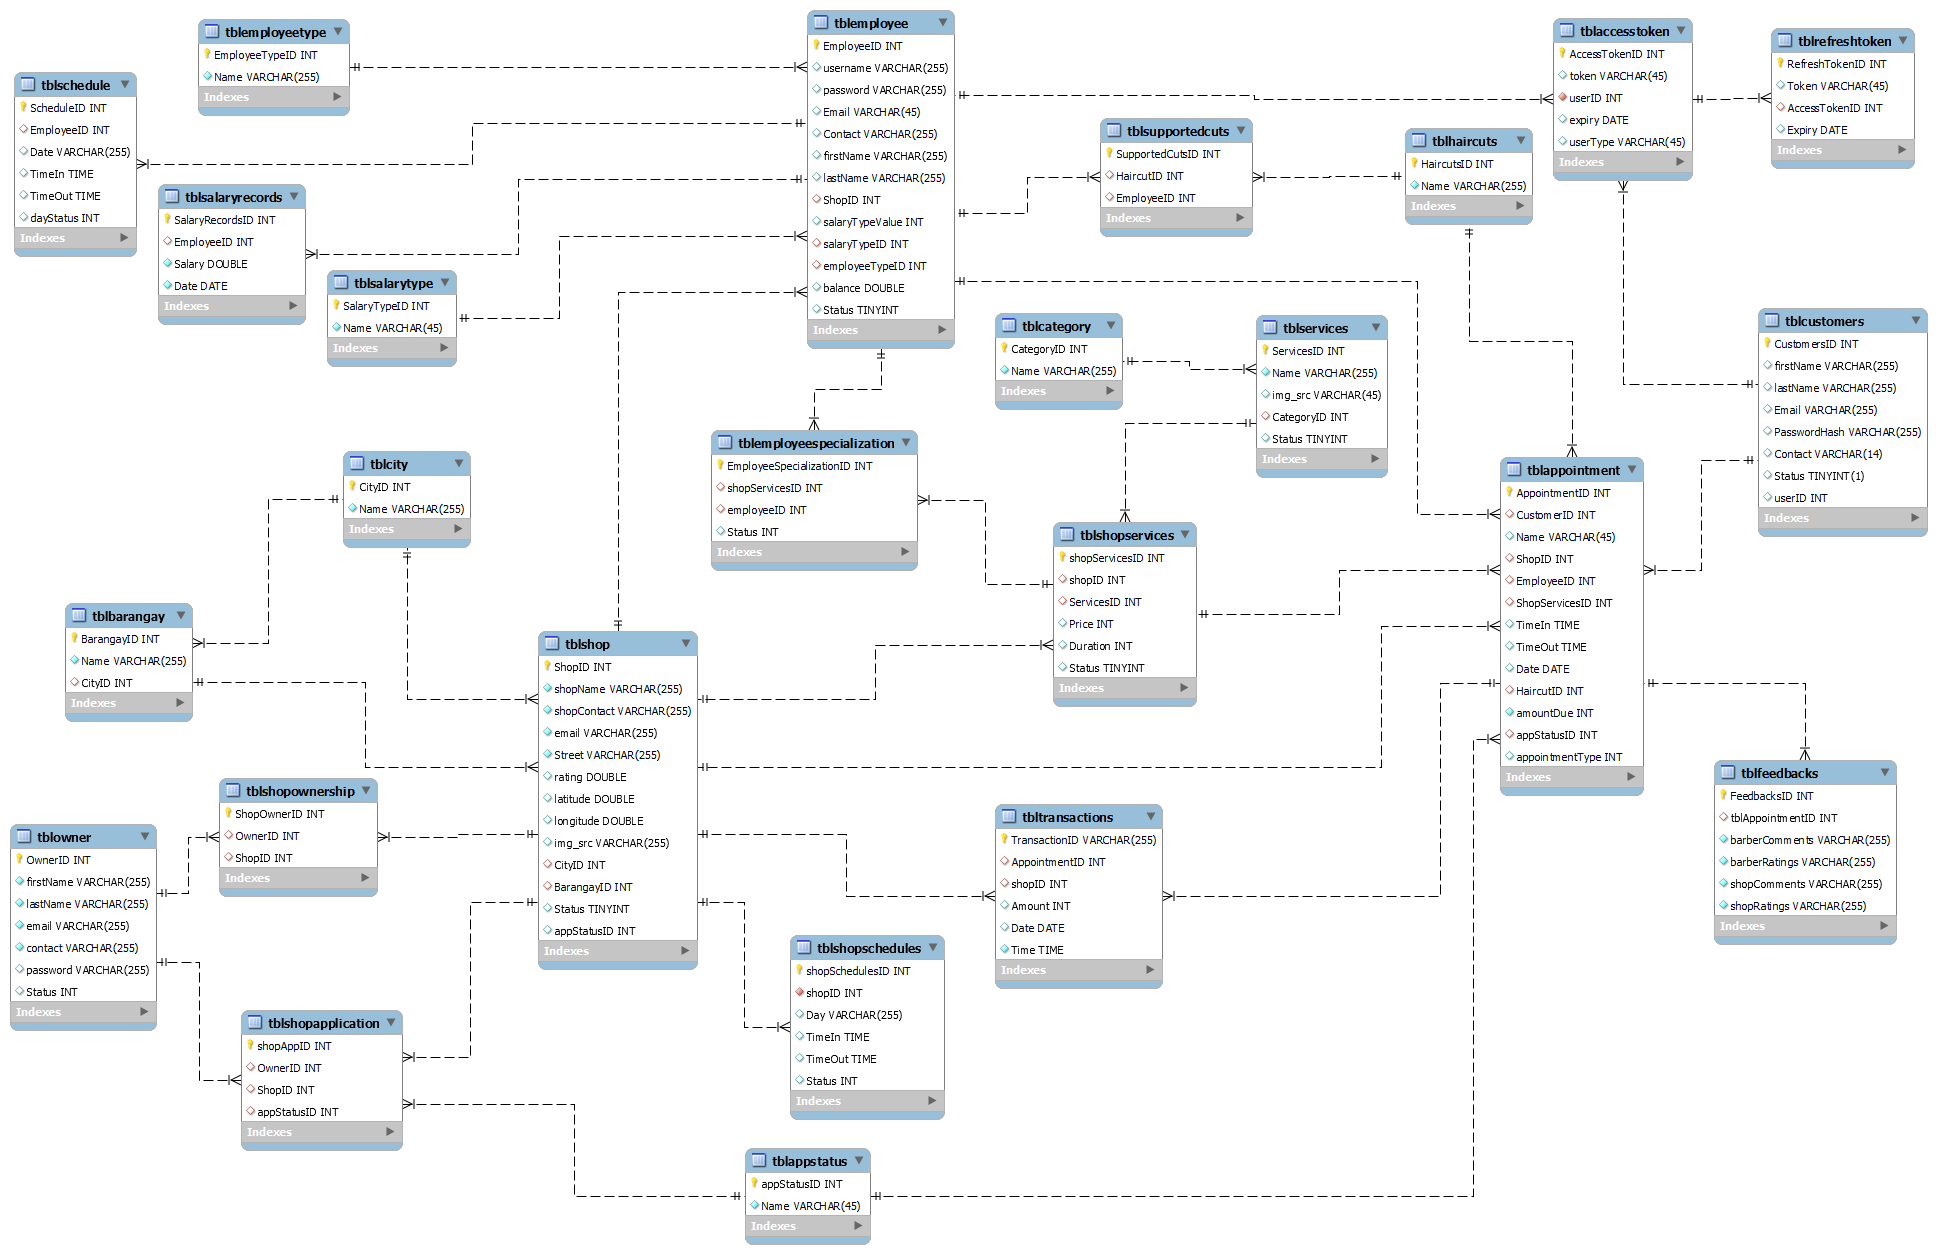 tblemployeetype
EmployeeTypeID INT
Name VARCHAR(255)
Indexes
tblschedule
ScheduleID INT
EmployeeID INT
Date VARCHAR(255)
TimeIn TIME
TimeOut TIME
dayStatus INT
Indexes
tblsalaryrecords
SalaryRecordsID INT
EmployeeID INT
Salary DOUBLE
Date DATE
Indexes
tblsalarytype
SalaryTypeID INT
Name VARCHAR(45)
Indexes
tblemployee
EmployeeID INT
username VARCHAR(255)
password VARCHAR(255)
Email VARCHAR(45)
Contact VARCHAR(255)
firstName VARCHAR(255)
lastName VARCHAR(255)
ShopID INT
salaryTypeValue INT
salaryTypeID INT
employeeTypeID INT
balance DOUBLE
Status TINYINT
Indexes
tblsupportedcuts
SupportedCutsID INT
HaircutID INT
EmployeeID INT
Indexes
tblhaircuts
HaircutsID INT
Name VARCHAR(255)
Indexes
tblaccesstoken
AccessTokenID INT
token VARCHAR(45)
userID INT
expiry DATE
userType VARCHAR(45)
Indexes
tblrefreshtoken
RefreshTokenID INT
Token VARCHAR(45)
AccessTokenID INT
Expiry DATE
Indexes
tblcategory
CategoryID INT
Name VARCHAR(255)
Indexes
tblservices
ServicesID INT
Name VARCHAR(255)
img_src VARCHAR(45)
CategoryID INT
Status TINYINT
Indexes
tblcustomers
CustomersID INT
firstName VARCHAR(255)
lastName VARCHAR(255)
Email VARCHAR(255)
PasswordHash VARCHAR(255)
Contact VARCHAR(14)
Status TINYINT(1)
userID INT
Indexes
tblemployeespecialization
EmployeeSpecializationID INT
shopServicesID INT
employeeID INT
Status INT
Indexes
tblcity
CityID INT
Name VARCHAR(255)
Indexes
tblshopservices
shopServicesID INT
shopID INT
ServicesID INT
Price INT
Duration INT
Status TINYINT
Indexes
tblappointment
AppointmentID INT
CustomerID INT
Name VARCHAR(45)
ShopID INT
EmployeeID INT
ShopServicesID INT
TimeIn TIME
TimeOut TIME
Date DATE
HaircutID INT
amountDue INT
appStatusID INT
appointmentType INT
Indexes
tblbarangay
BarangayID INT
Name VARCHAR(255)
CityID INT
Indexes
tblshop
ShopID INT
shopName VARCHAR(255)
shopContact VARCHAR(255)
email VARCHAR(255)
Street VARCHAR(255)
rating DOUBLE
latitude DOUBLE
longitude DOUBLE
img_src VARCHAR(255)
CityID INT
BarangayID INT
Status TINYINT
appStatusID INT
Indexes
tblshopownership
ShopOwnerID INT
OwnerID INT
ShopID INT
Indexes
tblowner
OwnerID INT
firstName VARCHAR(255)
lastName VARCHAR(255)
email VARCHAR(255)
contact VARCHAR(255)
password VARCHAR(255)
Status INT
Indexes
tbltransactions
TransactionID VARCHAR(255)
AppointmentID INT
shopID INT
Amount INT
Date DATE
Time TIME
Indexes
tblfeedbacks
FeedbacksID INT
tblAppointmentID INT
barberComments VARCHAR(255)
barberRatings VARCHAR(255)
shopComments VARCHAR(255)
shopRatings VARCHAR(255)
Indexes
tblshopschedules
shopSchedulesID INT
shopID INT
Day VARCHAR(255)
TimeIn TIME
TimeOut TIME
Status INT
Indexes
tblshopapplication
shopAppID INT
OwnerID INT
ShopID INT
appStatusID INT
Indexes
tblappstatus
appStatusID INT
Name VARCHAR(45)
Indexes